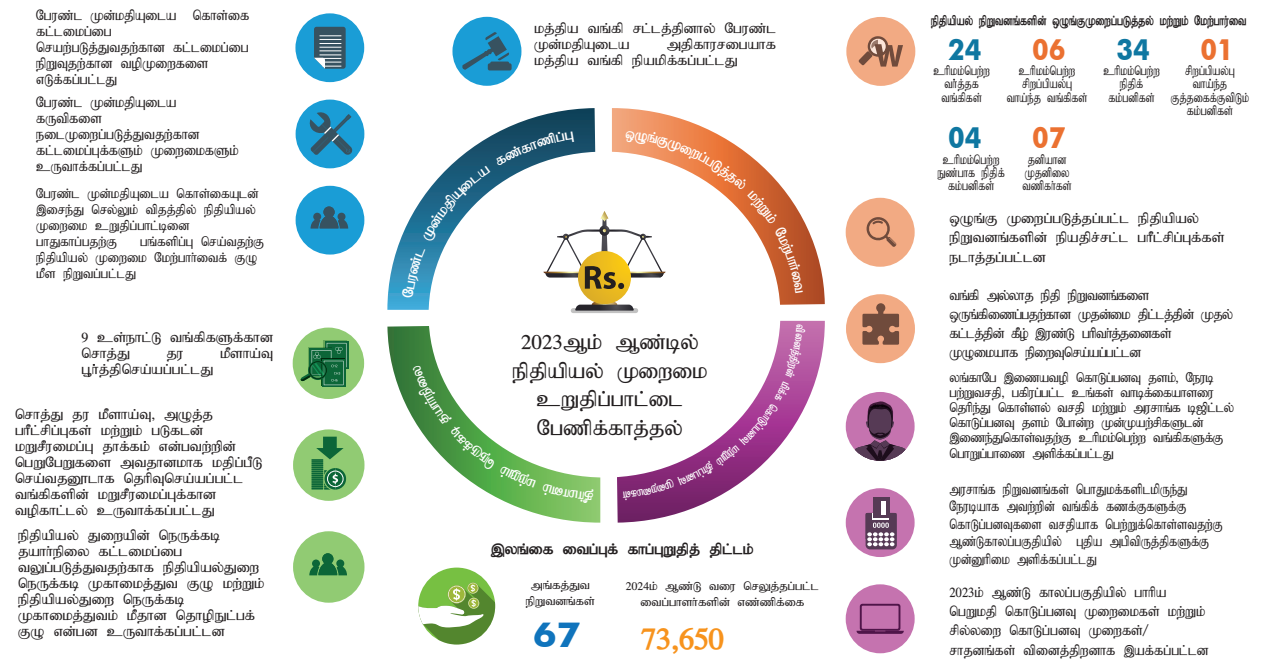 பேரண்ட முன்மதியுடைய கொள்கை
கட்டமைப்பை
செயற்படுத்துவதற்கான கட்டமைப்பை
நிறுவுதற்கான வழிமுறைகளை
எடுக்கப்பட்டது
பேரண்ட முன்மதியுடைய
கருவிகளை
நடைமுறைப்படுத்துவதற்கான
கட்டமைப்புக்களும் முறைமைகளும்
உருவாக்கப்பட்டது
பேரண்ட முன்மதியுடைய கொள்கையுடன்
இசைந்து செல்லும் விதத்தில் நிதியியல்
முறைமை உறுதிப்பாட்டினை
பாதுகாப்பதற்கு பங்களிப்பு செய்வதற்கு
நிதியியல் முறைமை மேற்பார்வைக் குழு
மீள நிறுவப்பட்டது
9 உள்நாட்டு வங்கிகளுக்கான
சொத்து தர மீளாய்வு
பூர்த்திசெய்யப்பட்டது
சொத்து தர மீளாய்வு, அழுத்த
பரீட்சிப்புகள் மற்றும் படுகடன்
மறுசீரமைப்பு தாக்கம் என்பவற்றின்
பெறுபேறுகளை அவதானமாக மதிப்பீடு
செய்வதனூடாக தெரிவுசெய்யப்பட்ட
வங்கிகளின் மறுசீரமைப்புக்கான
வழிகாட்டல் உருவாக்கப்பட்டது
நிதியியல் துறையின் நெருக்கடி
தயார்நிலை கட்டமைப்பை
வலுப்படுத்துவதற்காக நிதியியல்துறை
நெருக்கடி முகாமைத்துவ குழு மற்றும்
நிதியியல்துறை நெருக்கடி
முகாமைத்துவம் மீதான தொழிநுட்பக்
குழு என்பன உருவாக்கப்பட்டன
மத்திய வங்கி சட்டத்தினால் பேரண்ட
முன்மதியுடைய அதிகாரசபையாக
மத்திய வங்கி நியமிக்கப்பட்டது
பேரண்ட முன்மதியுடைய கண்காணிப்பு
ஒழுங்குமுறைப்படுத்தல் மற்றும் மேற்பார்வை
Rs.
2023ஆம் ஆண்டில்
நிதியியல் முறைமை
உறுதிப்பாட்டை
பேணிக்காத்தல்
தீர்மானம் மற்றும் நெருக்கடி தயார்நிலை
வினைத்திறன் மிக்க கொடுப்பனவு மற்றும் தீர்ப்பனவு முறைமைகள்
இலங்கை வைப்புக் காப்புறுதித் திட்டம்
அங்கத்துவ
நிறுவனங்கள்
67
2024ம் ஆண்டு வரை செலுத்தப்பட்ட
வைப்பாளர்களின் எண்ணிக்கை
73,650
W
நிதியியல் நிறுவனங்களின் ஒழுங்குமுறைப்படுத்தல் மற்றும் மேற்பார்வை
24 06 34 01
உரிமம்பெற்ற உரிமம்பெற்ற உரிமம்பெற்ற சிறப்பியல்பு
வர்த்தக சிறப்பியல்பு நிதிக் வாய்ந்த
வங்கிகள் வாய்ந்த வங்கிகள் கம்பனிகள் குத்தகைக்குவிடும்
கம்பனிகள்
04 07
உரிமம்பெற்ற தனியான
நுண்பாக நிதிக் முதனிலை
கம்பனிகள் வணிகர்கள்
ஒழுங்கு முறைப்படுத்தப்பட்ட நிதியியல்
நிறுவனங்களின் நியதிச்சட்ட பரீட்சிப்புக்கள்
நடாத்தப்பட்டன
வங்கி அல்லாத நிதி நிறுவனங்களை
ஒருங்கிணைப்பதற்கான முதன்மை திட்டத்தின் முதல்
கட்டத்தின் கீழ் இரண்டு பரிவர்த்தனைகள்
முழுமையாக நிறைவுசெய்யப்பட்டன
லங்காபே இணையவழி கொடுப்பனவு தளம், நேரடி
பற்றுவசதி, பகிரப்பட்ட உங்கள் வாடிக்கையாளரை
தெரிந்து கொள்ளல் வசதி மற்றும் அரசாங்க டிஜிட்டல்
கொடுப்பனவு தளம் போன்ற முன்முயற்சிகளுடன்
இணைந்துகொள்வதற்கு உரிமம்பெற்ற வங்கிகளுக்கு
பொறுப்பாணை அளிக்கப்பட்டது
அரசாங்க நிறுவனங்கள் பொதுமக்களிடமிருந்து
நேரடியாக அவற்றின் வங்கிக் கணக்குகளுக்கு
கொடுப்பனவுகளை வசதியாக பெற்றுக்கொள்வதற்கு
ஆண்டுகாலப்பகுதியில் புதிய அபிவிருத்திகளுக்கு
முன்னுரிமை அளிக்கப்பட்டது
2023ம் ஆண்டு காலப்பகுதியில் பாரிய
பெறுமதி கொடுப்பனவு முறைமைகள் மற்றும்
சில்லறை கொடுப்பனவு முறைகள்/
சாதனங்கள் வினைத்திறனாக இயக்கப்பட்டன